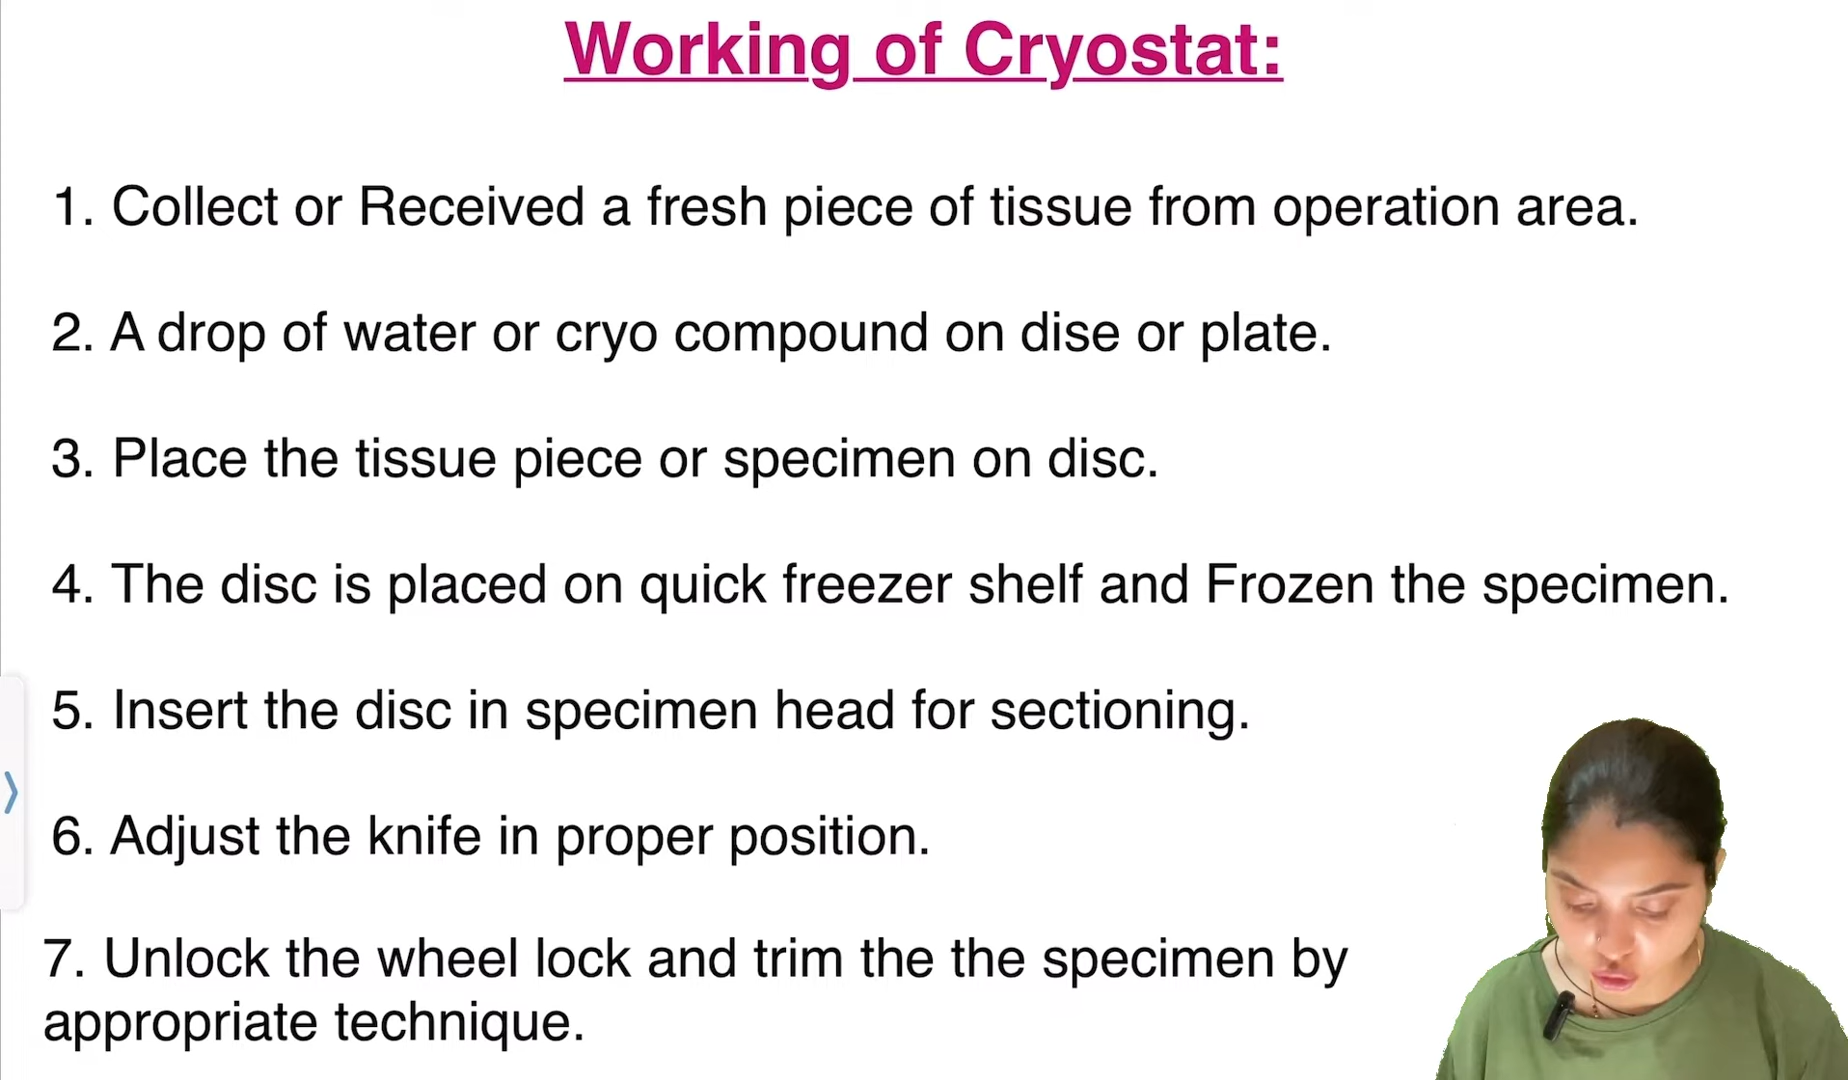 Working of Cryostat:
1. Collect or Received a fresh piece of tissue from operation area.
2. A drop of water or cryo compound on dise or plate.
3. Place the tissue piece or specimen on disc.
4. The disc is placed on quick freezer shelf and Frozen the specimen.
5. Insert the disc in specimen head for sectioning.
6. Adjust the knife in proper position.
7. Unlock the wheel lock and trim the the specimen by
appropriate technique.